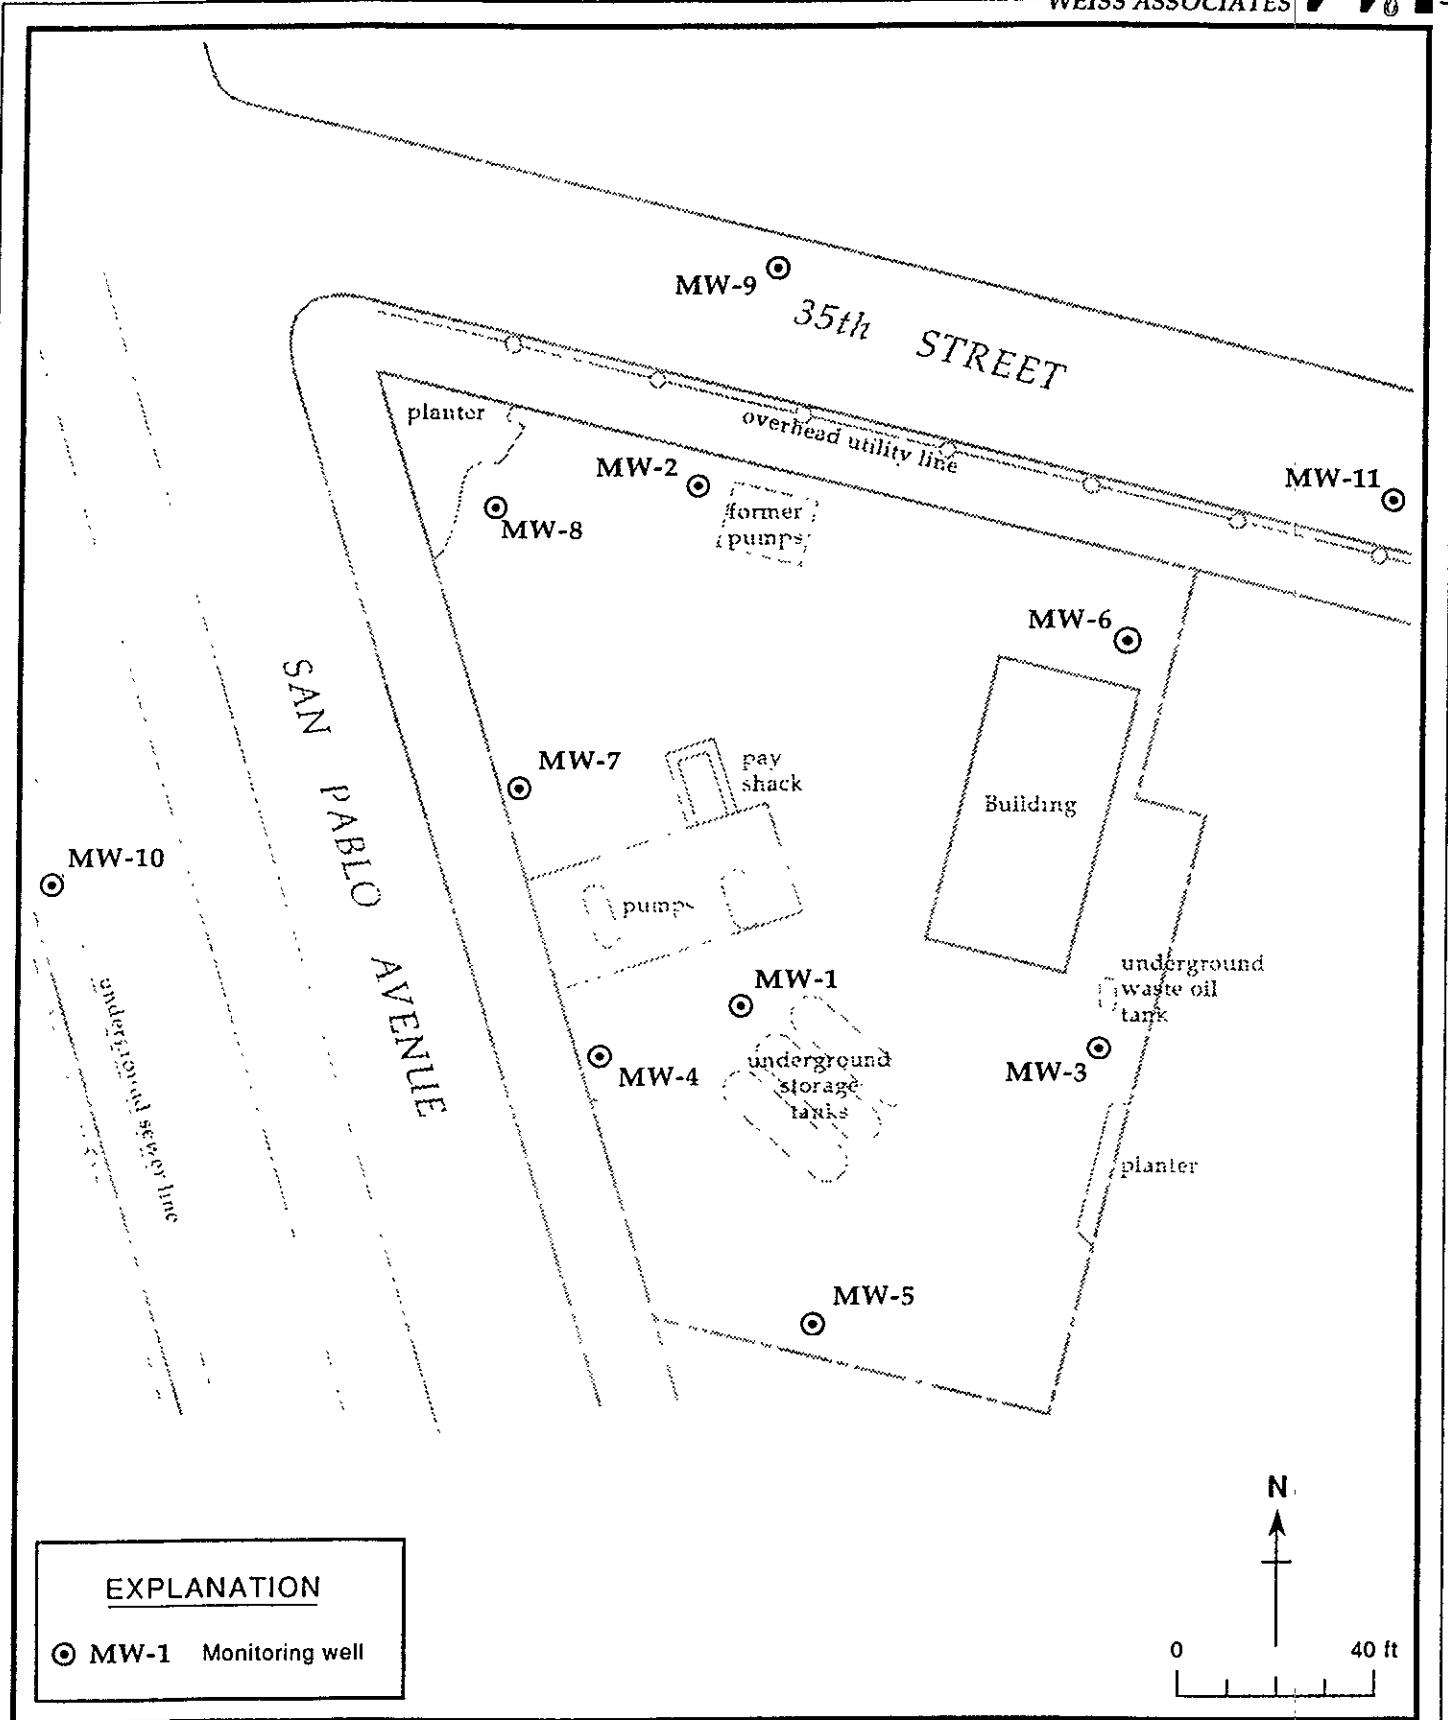 WEISS ASSOCIATES
MW-9
35th STREET
planter
overhead utility line
MW-2
MW-11
MW-8
former
pumps
MW-6
SAN PABLO AVENUE
MW-7
pay
shack
Building
MW-10
pumps
underground
waste oil
tank
MW-1
underground sewer line
MW-4
underground
storage
tanks
MW-3
planter
MW-5
N
EXPLANATION
MW-1 Monitoring well
0 40 ft